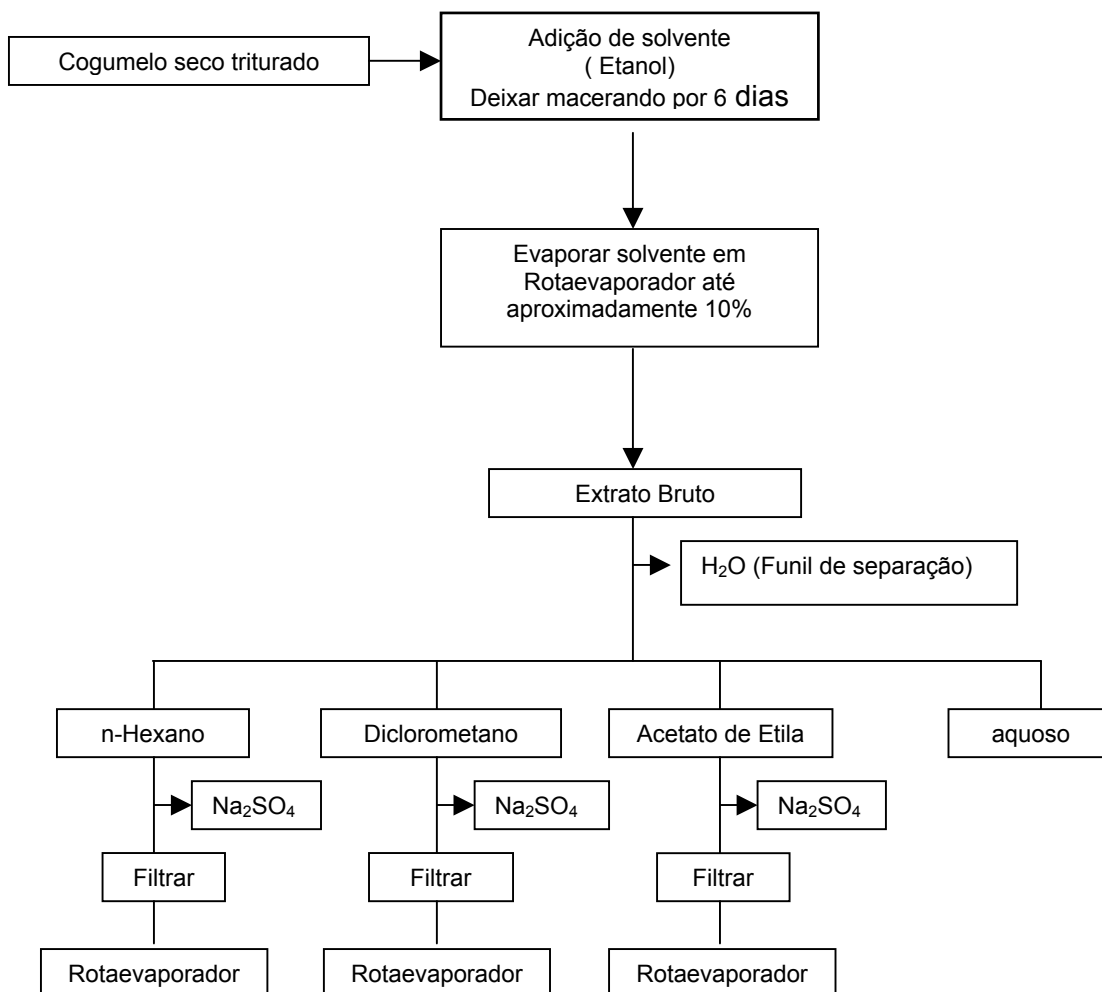 Cogumelo seco triturado
Adição de solvente
( Etanol)
Deixar macerando por 6 dias
Evaporar solvente em
Rotaevaporador até
aproximadamente 10%
Extrato Bruto
H₂O (Funil de separação)
n-Hexano
Diclorometano
Acetato de Etila
aquoso
Na₂SO₄
Na₂SO₄
Na₂SO₄
Filtrar
Filtrar
Filtrar
Rotaevaporador
Rotaevaporador
Rotaevaporador